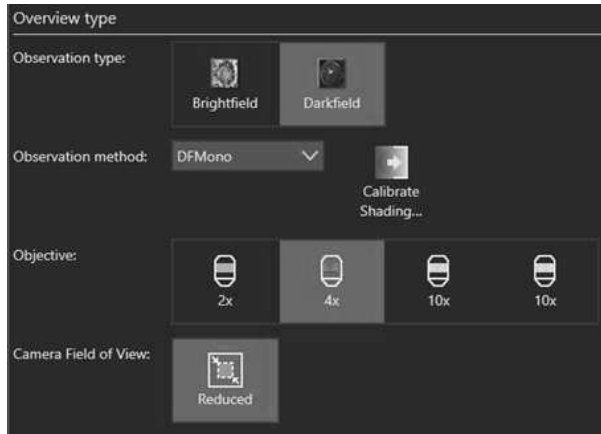 Overview type
Observation type:
Brightfield
Darkfield
Observation method:
DFMono
Calibrate
Shading...
Objective:
2x
4x
10x
10x
Camera Field of View:
Reduced